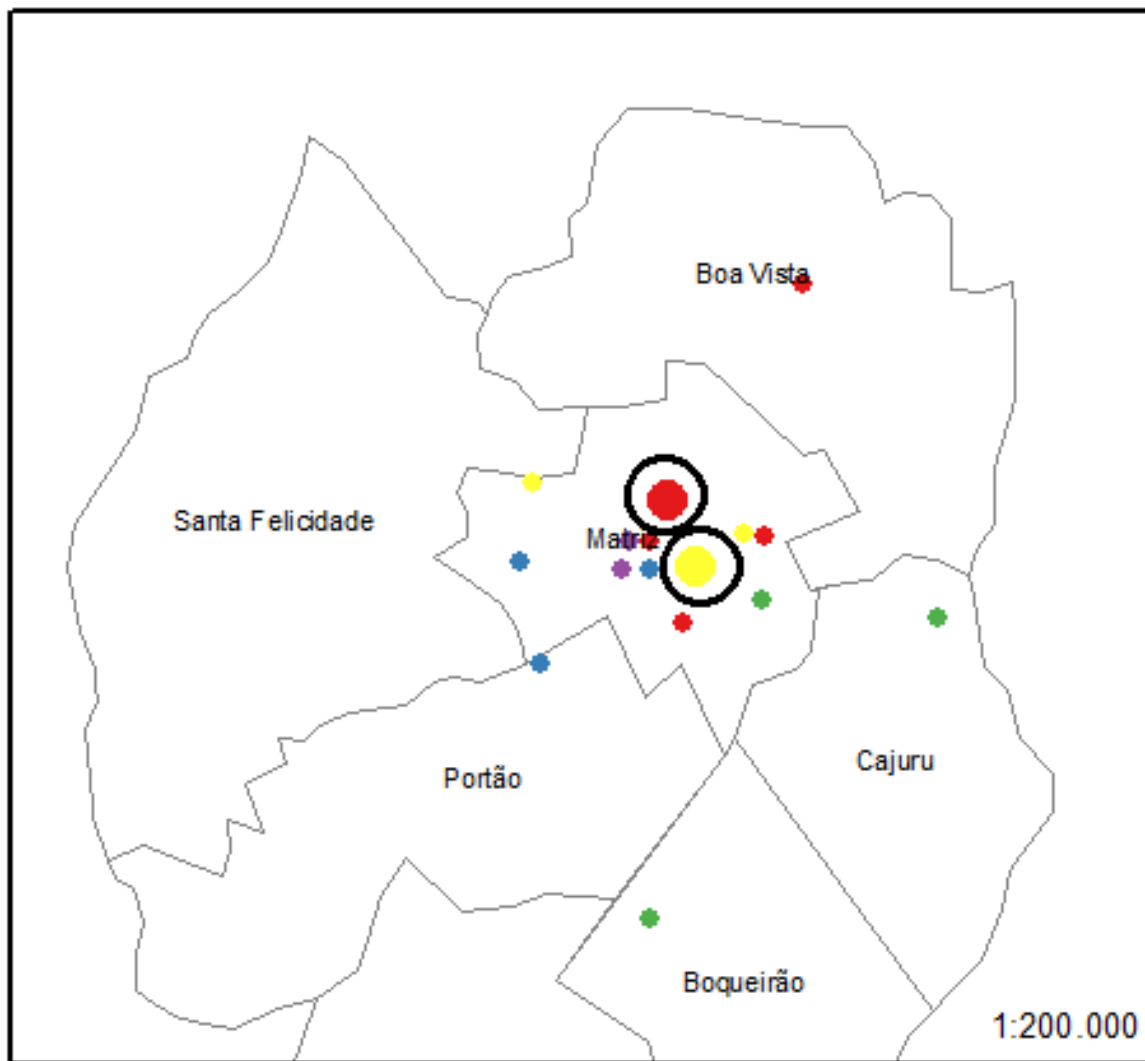 Boa Vista
Santa Felicidade
Matriz
Portão
Cajuru
Boqueirão
1:200.000